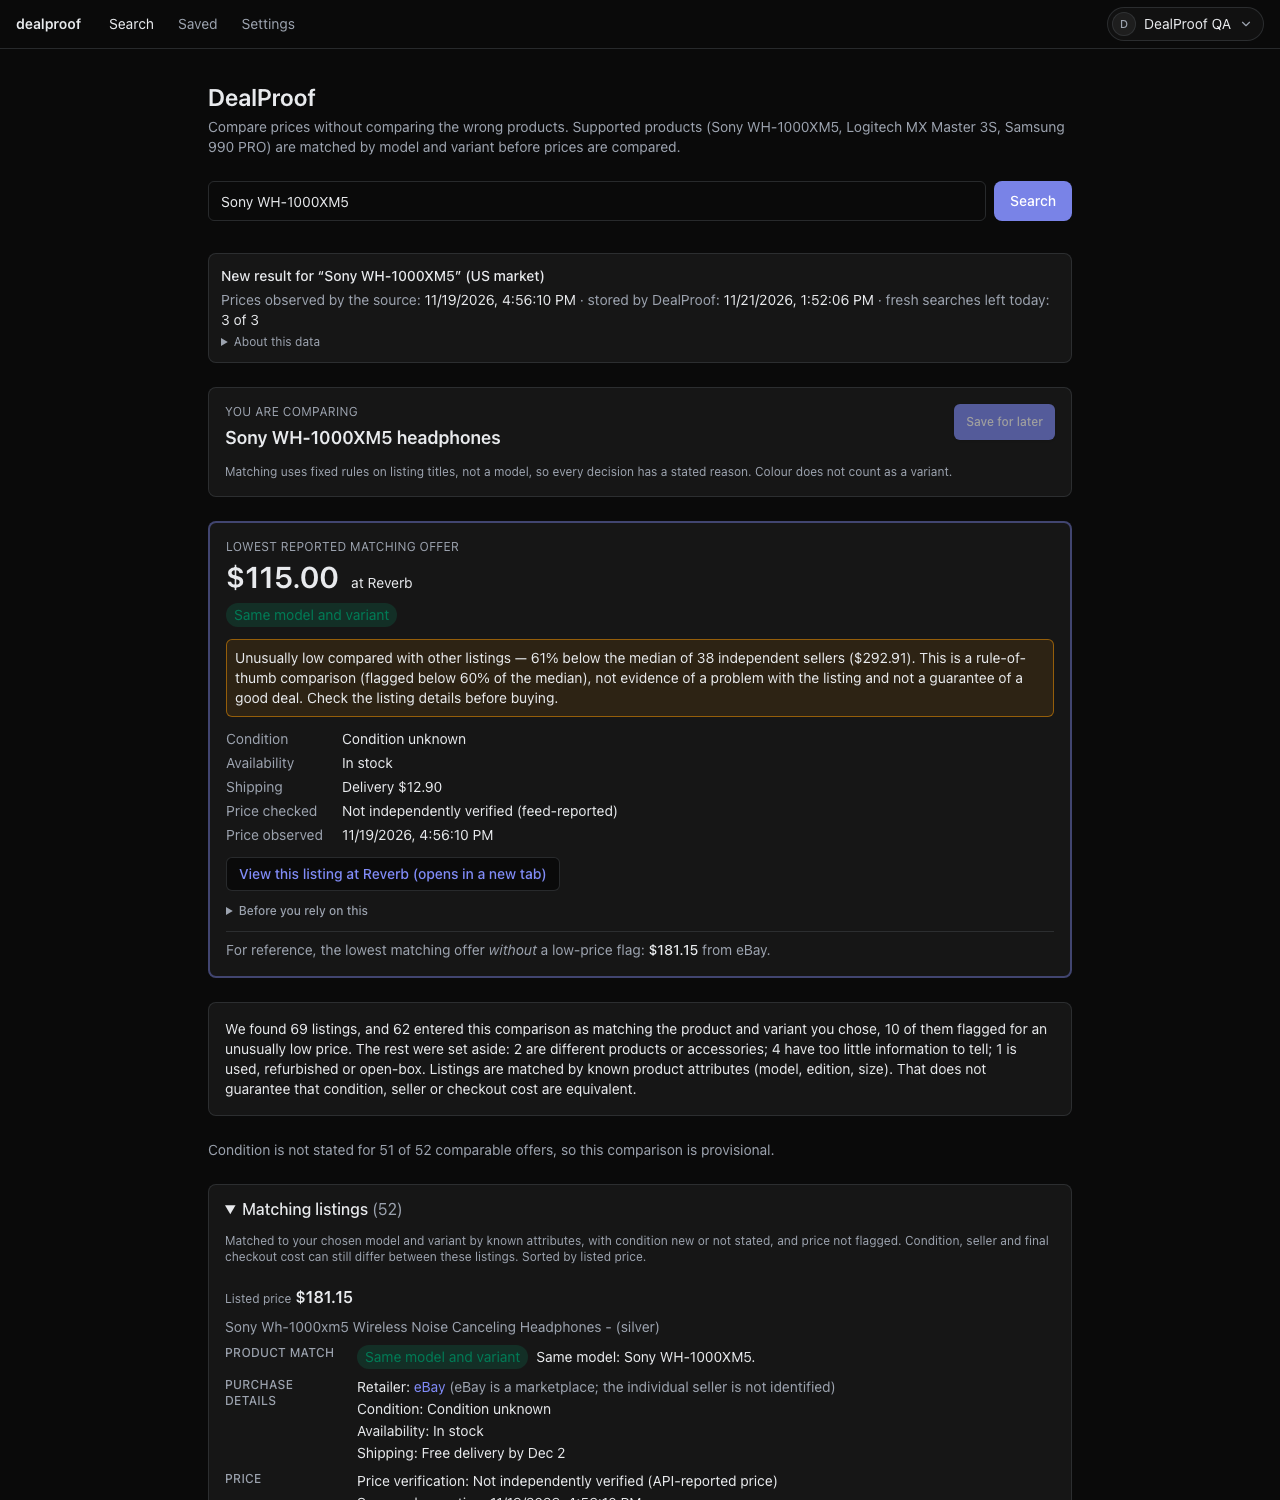 dealproof Search Saved Settings D DealProof QA
DealProof
Compare prices without comparing the wrong products. Supported products (Sony WH-1000XM5, Logitech MX Master 3S, Samsung
990 PRO) are matched by model and variant before prices are compared.
Sony WH-1000XM5 Search
New result for “Sony WH-1000XM5” (US market)
Prices observed by the source: 11/19/2026, 4:56:10 PM · stored by DealProof: 11/21/2026, 1:52:06 PM · fresh searches left today:
3 of 3
About this data
YOU ARE COMPARING
Sony WH-1000XM5 headphones
Save for later
Matching uses fixed rules on listing titles, not a model, so every decision has a stated reason. Colour does not count as a variant.
LOWEST REPORTED MATCHING OFFER
$115.00 at Reverb
Same model and variant
Unusually low compared with other listings — 61% below the median of 38 independent sellers ($292.91). This is a rule-of-
thumb comparison (flagged below 60% of the median), not evidence of a problem with the listing and not a guarantee of a
good deal. Check the listing details before buying.
Condition Condition unknown
Availability In stock
Shipping Delivery $12.90
Price checked Not independently verified (feed-reported)
Price observed 11/19/2026, 4:56:10 PM
View this listing at Reverb (opens in a new tab)
Before you rely on this
For reference, the lowest matching offer without a low-price flag: $181.15 from eBay.
We found 69 listings, and 62 entered this comparison as matching the product and variant you chose, 10 of them flagged for an
unusually low price. The rest were set aside: 2 are different products or accessories; 4 have too little information to tell; 1 is
used, refurbished or open-box. Listings are matched by known product attributes (model, edition, size). That does not
guarantee that condition, seller or checkout cost are equivalent.
Condition is not stated for 51 of 52 comparable offers, so this comparison is provisional.
Matching listings (52)
Matched to your chosen model and variant by known attributes, with condition new or not stated, and price not flagged. Condition, seller and final
checkout cost can still differ between these listings. Sorted by listed price.
Listed price $181.15
Sony Wh-1000xm5 Wireless Noise Canceling Headphones - (silver)
PRODUCT MATCH Same model and variant Same model: Sony WH-1000XM5.
PURCHASE DETAILS Retailer: eBay (eBay is a marketplace; the individual seller is not identified)
Condition: Condition unknown
Availability: In stock
Shipping: Free delivery by Dec 2
PRICE Price verification: Not independently verified (API-reported price)